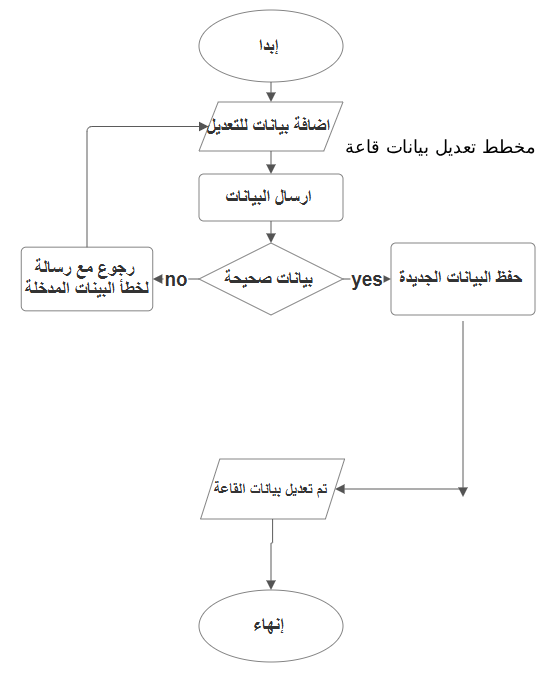 إبدا
اضافة بيانات للتعديل
مخطط تعديل بيانات قاعة
ارسال البيانات
بيانات صحيحة
yes
حفظ البيانات الجديدة
no
رجوع مع رسالة
لخطأ البينات المدخلة
تم تعديل بيانات القاعة
إنهاء